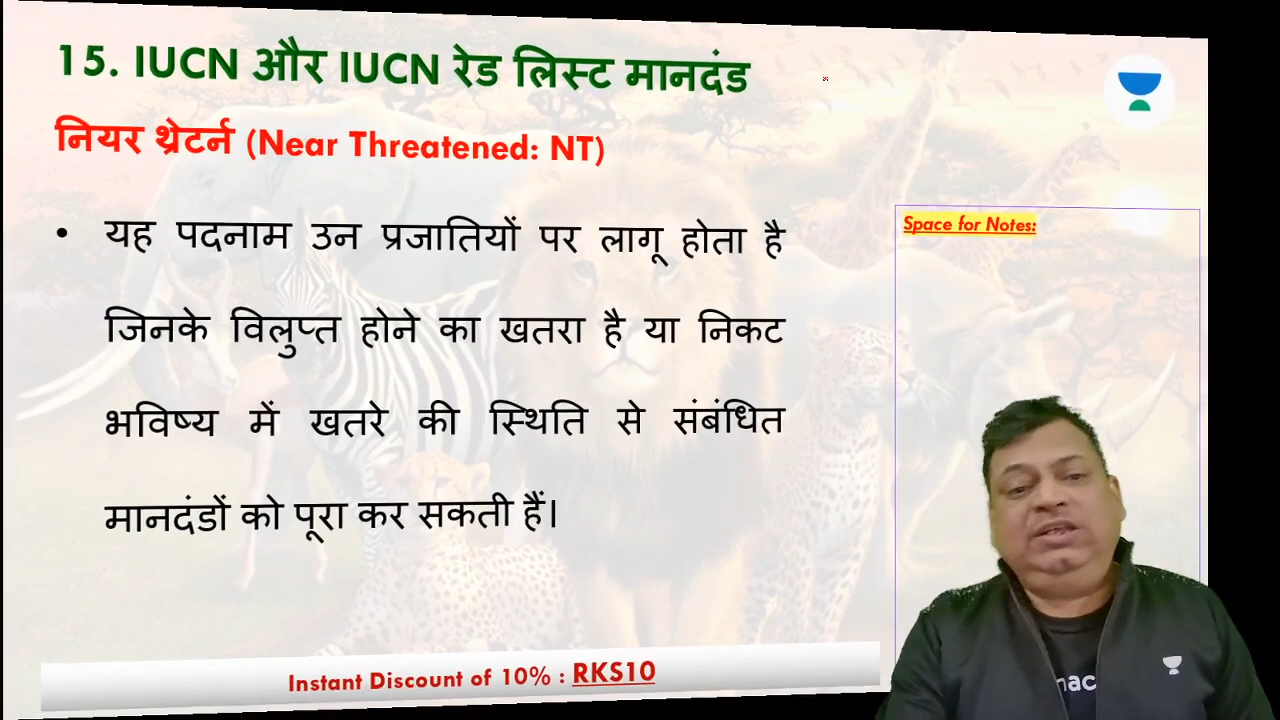 15. IUCN और IUCN रेड लिस्ट मानदंड
नियर थ्रेटर्न (Near Threatened: NT)
• यह पदनाम उन प्रजातियों पर लागू होता है
जिनके विलुप्त होने का खतरा है या निकट
भविष्य में खतरे की स्थिति से संबंधित
मानदंडों को पूरा कर सकती हैं।
Space for Notes:
Instant Discount of 10% : RKS10